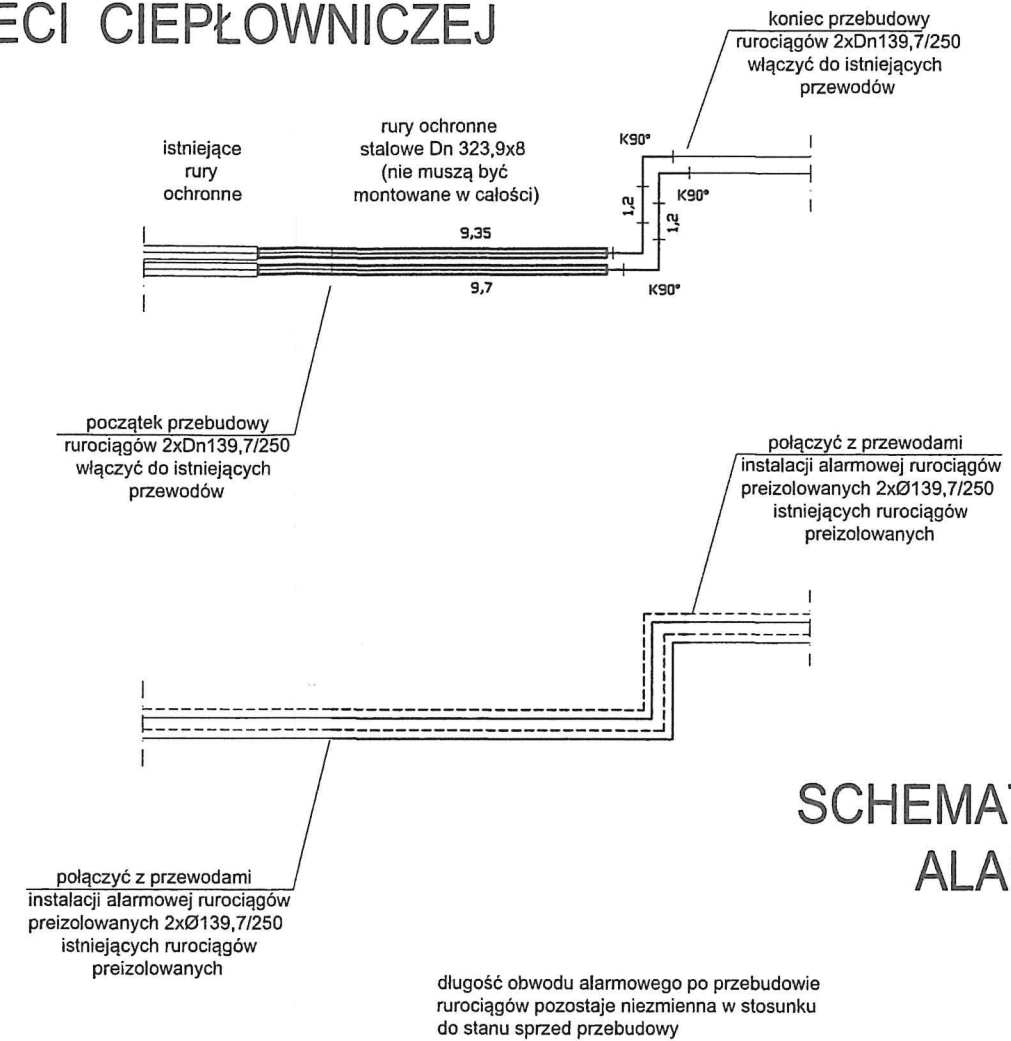 ECI CIEPŁOWNICZEJ
koniec przebudowy
rurociągów 2xDn139,7/250
włączyć do istniejących
przewodów
istniejące
rury
ochronne
rury ochronne
stalowe Dn 323,9x8
(nie muszą być
montowane w całości)
K90°
K90°
1,2
1,2
9,35
9,7
K90°
początek przebudowy
rurociągów 2xDn139,7/250
włączyć do istniejących
przewodów
połączyć z przewodami
instalacji alarmowej rurociągów
preizolowanych 2xØ139,7/250
istniejących rurociągów
preizolowanych
SCHEMAT
ALA
połączyć z przewodami
instalacji alarmowej rurociągów
preizolowanych 2xØ139,7/250
istniejących rurociągów
preizolowanych
długość obwodu alarmowego po przebudowie
rurociągów pozostaje niezmienna w stosunku
do stanu sprzed przebudowy